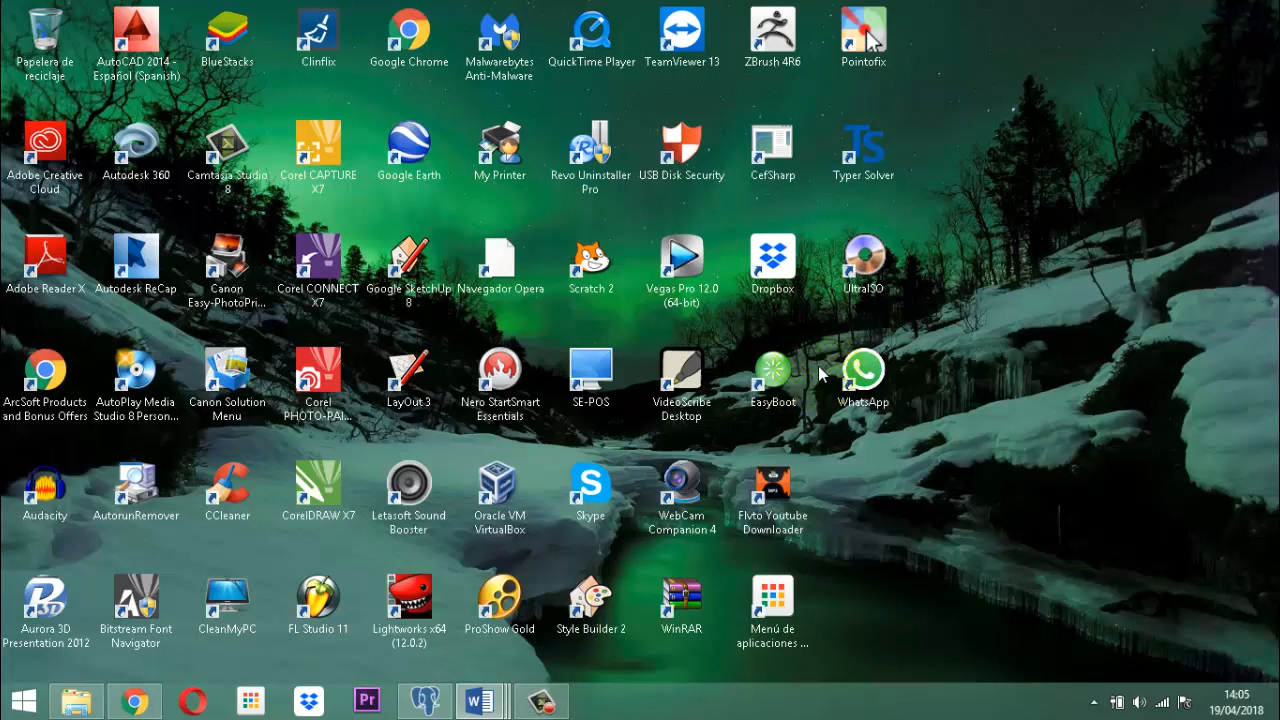 Papelera de
reciclaje
AutoCAD 2014 -
Español (Spanish)
BlueStacks
Clinflix
Google Chrome
Malwarebytes
Anti-Malware
QuickTime Player
TeamViewer 13
ZBrush 4R6
Pointofix
Adobe Creative
Cloud
Autodesk 360
Camtasia Studio
8
Corel CAPTURE
X7
Google Earth
My Printer
Revo Uninstaller
Pro
USB Disk Security
CefSharp
TS
Typer Solver
Adobe Reader X
Autodesk ReCap
Canon
Easy-PhotoPri...
Corel CONNECT
X7
Google SketchUp
8
Navegador Opera
Scratch 2
Vegas Pro 12.0
(64-bit)
Dropbox
UltraISO
ArcSoft Products
and Bonus Offers
AutoPlay Media
Studio 8 Person...
Canon Solution
Menu
Corel
PHOTO-PAI...
LayOut 3
Nero StartSmart
Essentials
SE-POS
VideoScribe
Desktop
EasyBoot
WhatsApp
Audacity
AutorunRemover
CCleaner
CorelDRAW X7
Letasoft Sound
Booster
Oracle VM
VirtualBox
Skype
WebCam
Companion 4
Flvto Youtube
Downloader
Aurora 3D
Presentation 2012
Bitstream Font
Navigator
CleanMyPC
FL Studio 11
Lightworks x64
(12.0.2)
ProShow Gold
Style Builder 2
WinRAR
Menú de
aplicaciones ...
Pr
14:05
19/04/2018